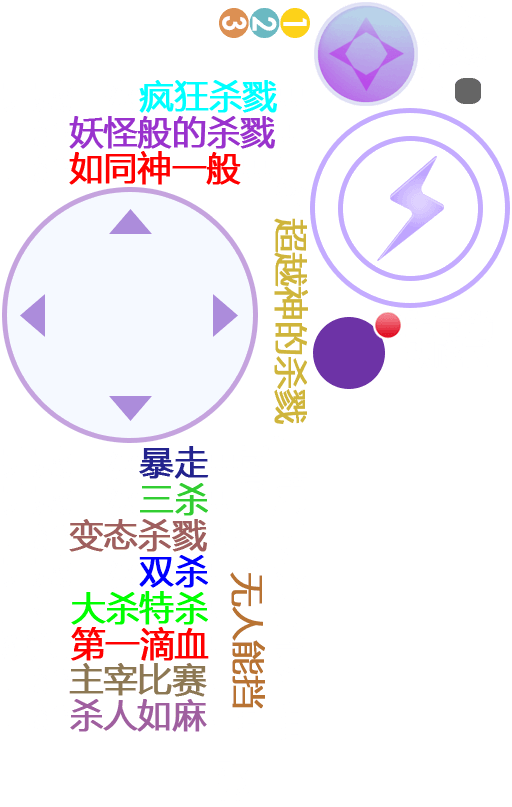 3 2 1
疯狂杀戮
妖怪般的杀戮
如同神一般
超越神的杀戮
暴走
三杀
变态杀戮
双杀
大杀特杀
第一滴血
主宰比赛
杀人如麻
无人能挡